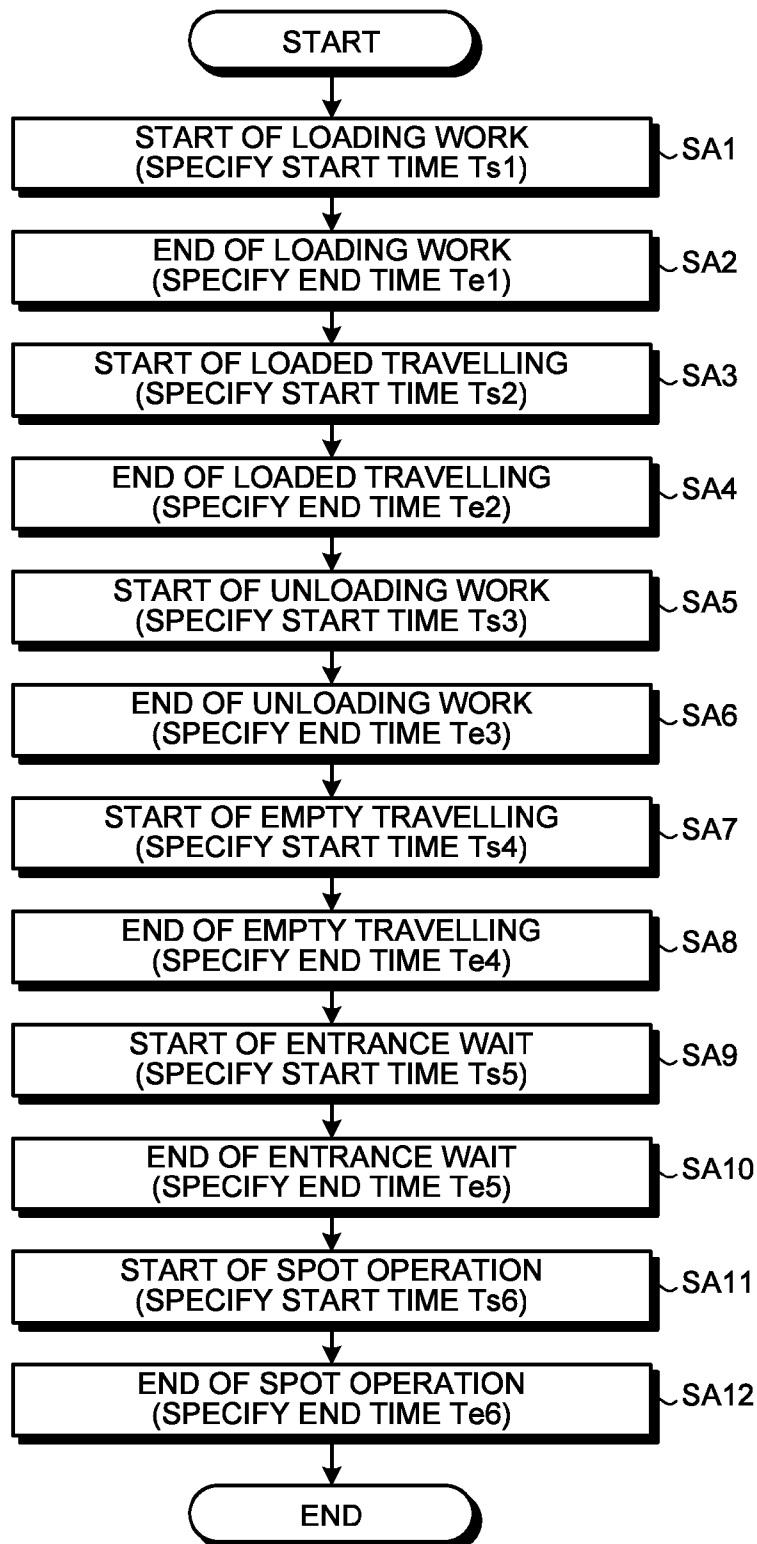 START
START OF LOADING WORK
(SPECIFY START TIME Ts1)
SA1
END OF LOADING WORK
(SPECIFY END TIME Te1)
SA2
START OF LOADED TRAVELLING
(SPECIFY START TIME Ts2)
SA3
END OF LOADED TRAVELLING
(SPECIFY END TIME Te2)
SA4
START OF UNLOADING WORK
(SPECIFY START TIME Ts3)
SA5
END OF UNLOADING WORK
(SPECIFY END TIME Te3)
SA6
START OF EMPTY TRAVELLING
(SPECIFY START TIME Ts4)
SA7
END OF EMPTY TRAVELLING
(SPECIFY END TIME Te4)
SA8
START OF ENTRANCE WAIT
(SPECIFY START TIME Ts5)
SA9
END OF ENTRANCE WAIT
(SPECIFY END TIME Te5)
SA10
START OF SPOT OPERATION
(SPECIFY START TIME Ts6)
SA11
END OF SPOT OPERATION
(SPECIFY END TIME Te6)
SA12
END